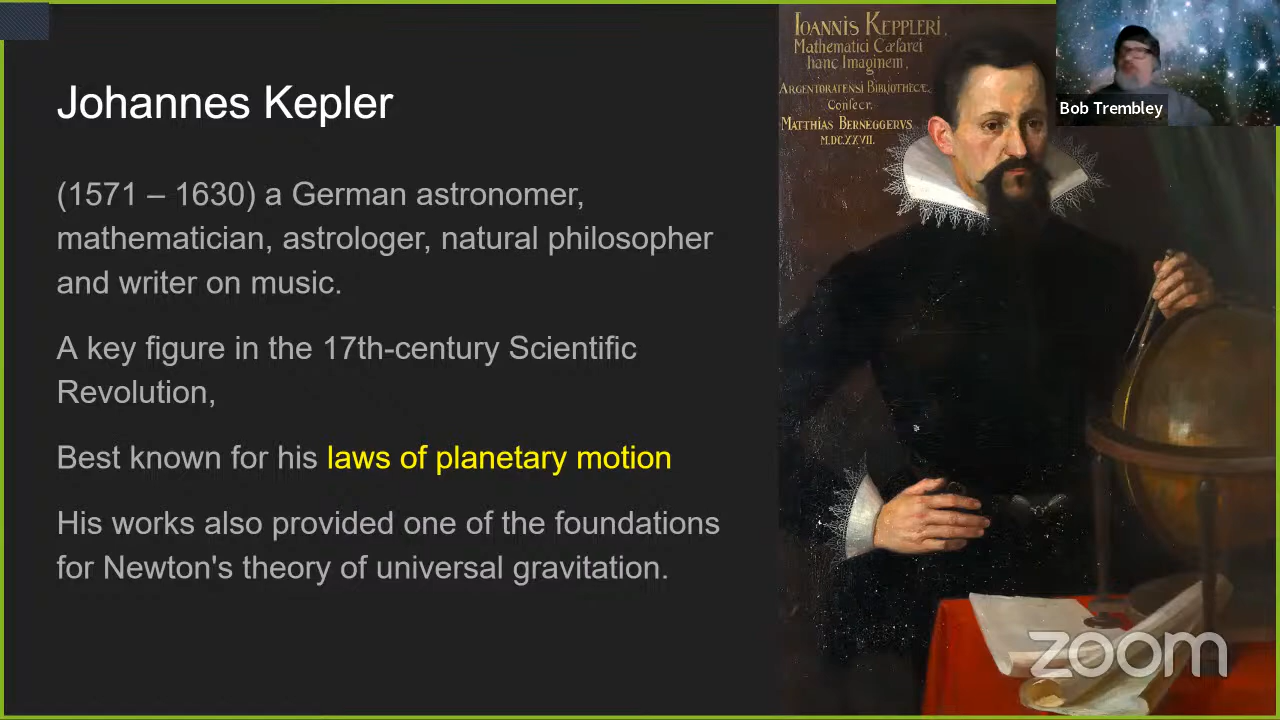 Johannes Kepler
(1571 – 1630) a German astronomer,
mathematician, astrologer, natural philosopher
and writer on music.
A key figure in the 17th-century Scientific
Revolution,
Best known for his laws of planetary motion
His works also provided one of the foundations
for Newton's theory of universal gravitation.
IOANNIS KEPPLERI,
Mathematici Cæsarei
hanc Imaginem,
ARGENTORATENSI BIBLIOTHECÆ,
Consecr.
MATTHIAS BERNEGGERVS
M.DC.XXVII.
Bob Trembley
zoom